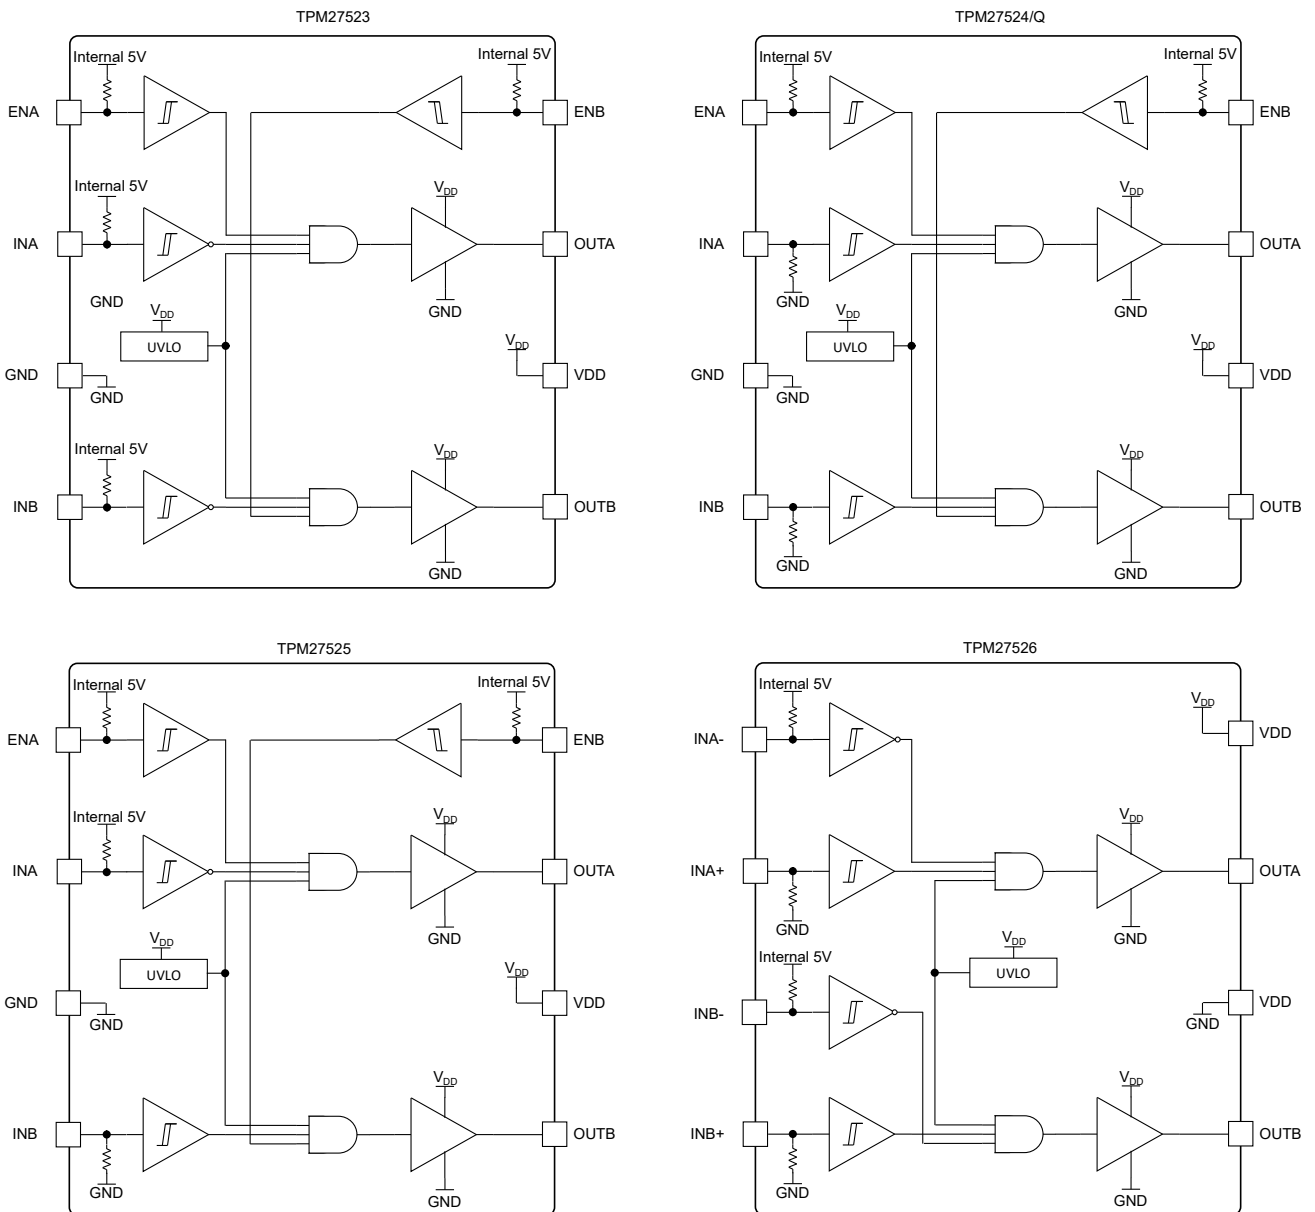 TPM27523
Internal 5V
Internal 5V
ENA
ENB
Internal 5V
VDD
INA
OUTA
GND
GND
VDD
UVLO
VDD
GND
GND
VDD
Internal 5V
VDD
INB
OUTB
GND
TPM27524/Q
Internal 5V
Internal 5V
ENA
ENB
VDD
INA
OUTA
GND
GND
VDD
UVLO
VDD
GND
GND
VDD
VDD
INB
OUTB
GND
GND
TPM27525
Internal 5V
Internal 5V
ENA
ENB
Internal 5V
VDD
INA
OUTA
GND
VDD
UVLO
VDD
GND
GND
VDD
VDD
INB
OUTB
GND
GND
TPM27526
Internal 5V
VDD
INA-
VDD
VDD
INA+
OUTA
GND
GND
Internal 5V
VDD
UVLO
INB-
GND
VDD
VDD
INB+
OUTB
GND
GND